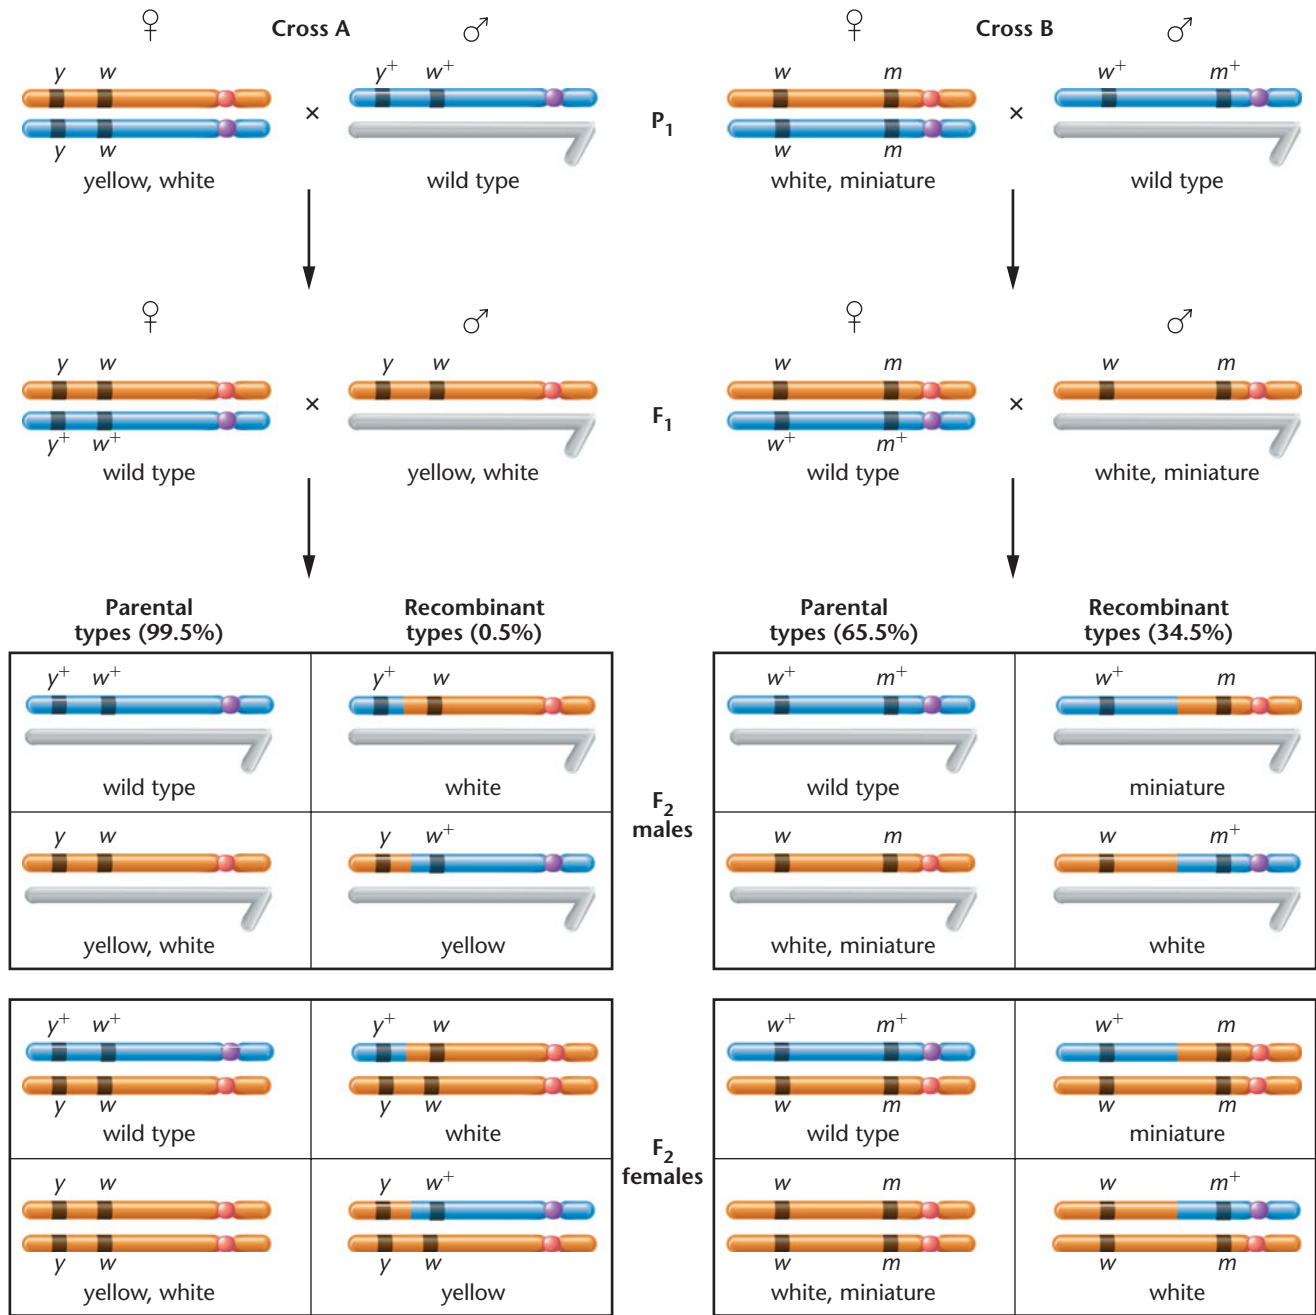 ♀ Cross A ♂
y w y+ w+
×
y w
yellow, white wild type
♀ Cross B ♂
w m w+ m+
×
w m
white, miniature wild type
P1
♀ ♂
y w y w
×
y+ w+
wild type yellow, white
♀ ♂
w m w m
×
w+ m+
wild type white, miniature
F1
Parental
types (99.5%)
Recombinant
types (0.5%)
Parental
types (65.5%)
Recombinant
types (34.5%)
F2
males
y+ w+
wild type
y+ w
white
y w
yellow, white
y w+
yellow
w+ m+
wild type
w+ m
miniature
w m
white, miniature
w m+
white
F2
females
y+ w+
y w
wild type
y+ w
y w
white
y w
y w
yellow, white
y w+
y w
yellow
w+ m+
w m
wild type
w+ m
w m
miniature
w m
w m
white, miniature
w m+
w m
white